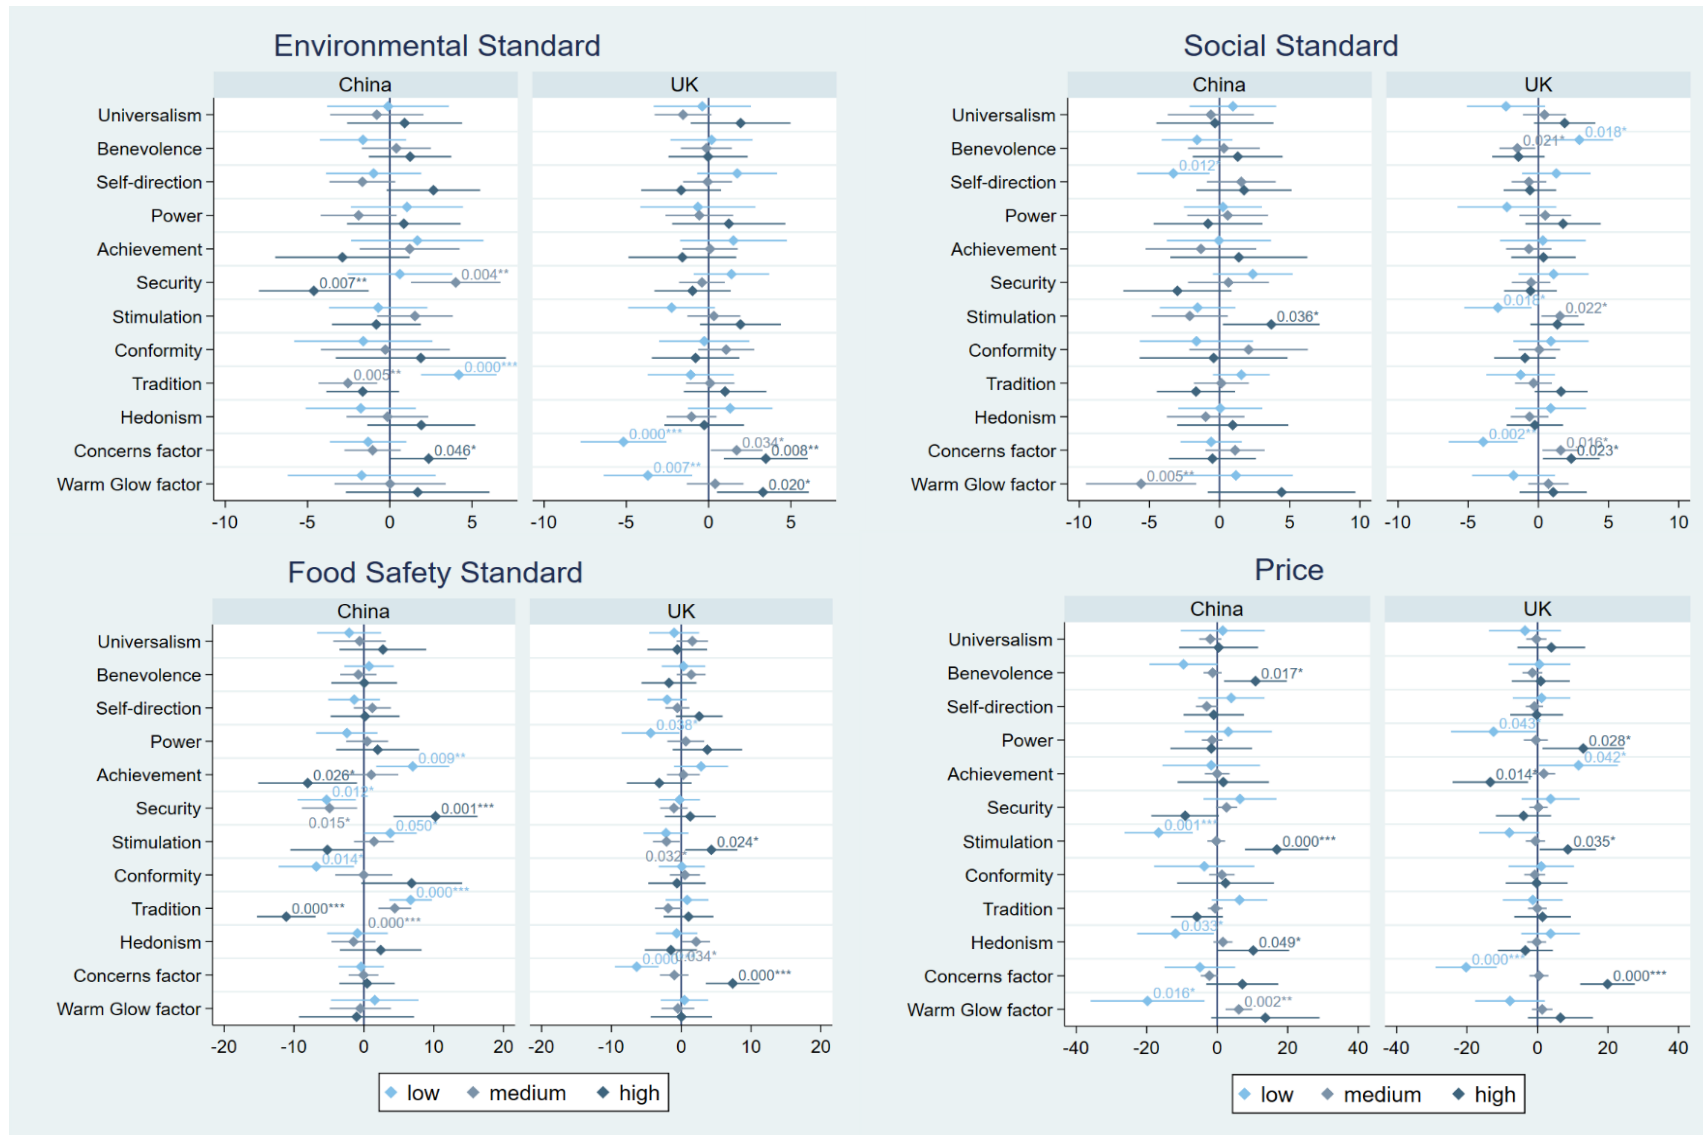 Environmental Standard
China UK
Universalism
Benevolence
Self-direction
Power
Achievement
Security 0.007** 0.004**
Stimulation
Conformity
Tradition 0.005** 0.000***
Hedonism
Concerns factor 0.046* 0.000*** 0.034* 0.008**
Warm Glow factor 0.007** 0.020*
-10 -5 0 5 -10 -5 0 5
Social Standard
China UK
Universalism
Benevolence 0.021* 0.018*
Self-direction 0.012*
Power
Achievement
Security
Stimulation 0.036* 0.018* 0.022*
Conformity
Tradition
Hedonism
Concerns factor 0.002** 0.016* 0.023*
Warm Glow factor 0.005**
-10 -5 0 5 10 -10 -5 0 5 10
Food Safety Standard
China UK
Universalism
Benevolence
Self-direction
Power 0.038*
Achievement 0.026* 0.009**
Security 0.012* 0.015* 0.001***
Stimulation 0.050* 0.032* 0.024*
Conformity 0.014*
Tradition 0.000*** 0.000*** 0.000***
Hedonism 0.034*
Concerns factor 0.000***
Warm Glow factor
-20 -10 0 10 20 -20 -10 0 10 20
low medium high
Price
China UK
Universalism
Benevolence 0.017*
Self-direction
Power 0.043* 0.028*
Achievement 0.014* 0.042*
Security
Stimulation 0.001*** 0.000*** 0.035*
Conformity
Tradition
Hedonism 0.033* 0.049*
Concerns factor 0.000*** 0.000***
Warm Glow factor 0.016* 0.002**
-40 -20 0 20 40 -40 -20 0 20 40
low medium high